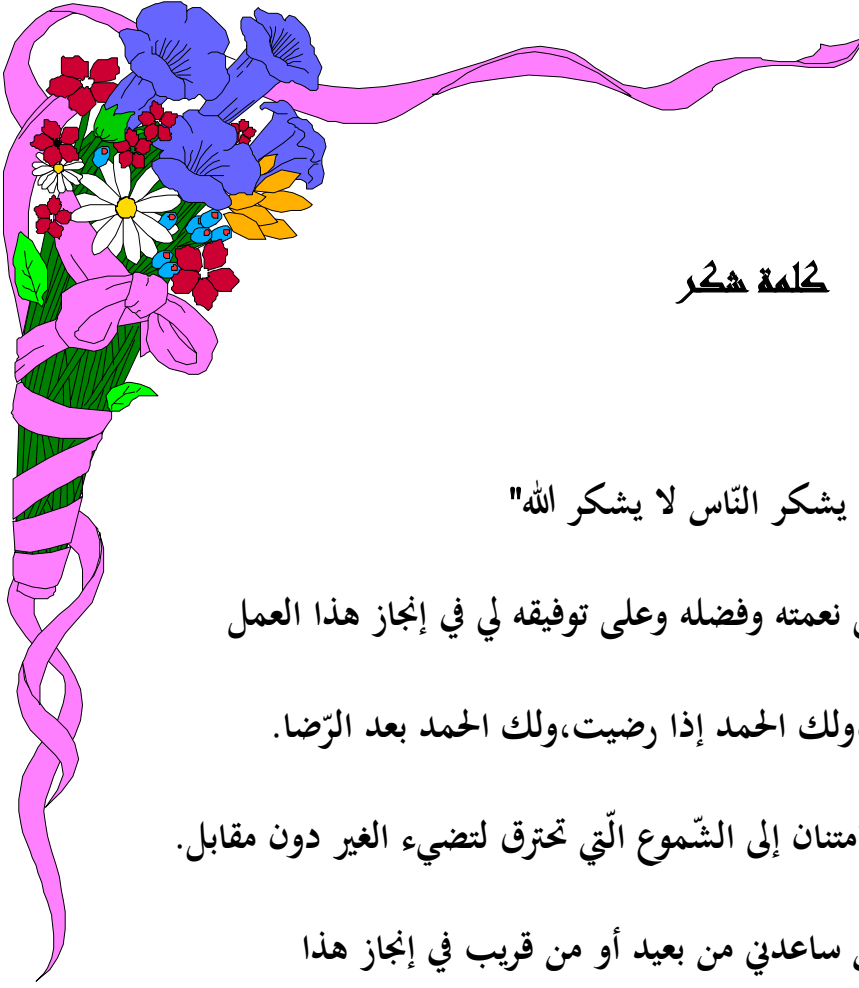 كلمة شكر
يشكر النّاس لا يشكر الله"
نعمته وفضله وعلى توفيقه لي في إنجاز هذا العمل
ولك الحمد إذا رضيت،ولك الحمد بعد الرّضا.
إلى الشّموع الّتي تحترق لتضيء الغير دون مقابل.
ساعدني من بعيد أو من قريب في إنجاز هذا